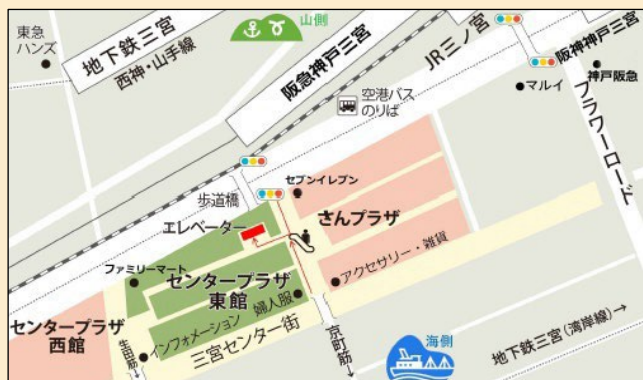 東急
ハンズ
地下鉄三宮
西神・山手線
山側
阪急神戸三宮
JR三ノ宮
阪神神戸三宮
神戸阪急
マルイ
フラワーロード
空港バス
のりば
歩道橋
セブンイレブン
さんプラザ
エレベーター
ファミリーマート
センタープラザ
東館
婦人服
アクセサリー・雑貨
センタープラザ
西館
インフォメーション
三宮センター街
生田筋
京町筋
海側
地下鉄三宮(湾岸線)→